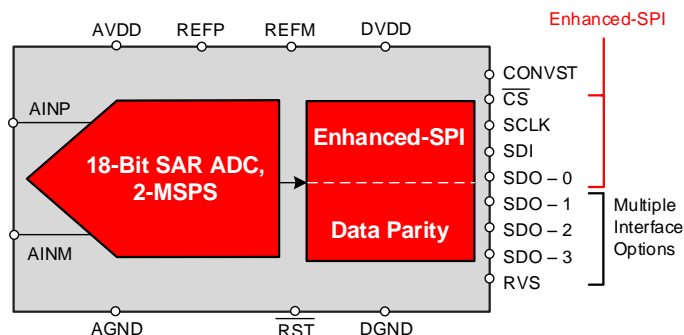 Enhanced-SPI
AVDD
REFP
REFM
DVDD
CONVST
CS
SCLK
SDI
SDO – 0
SDO – 1
SDO – 2
SDO – 3
RVS
AINP
AINM
18-Bit SAR ADC,
2-MSPS
Enhanced-SPI
Data Parity
Multiple
Interface
Options
AGND
RST
DGND